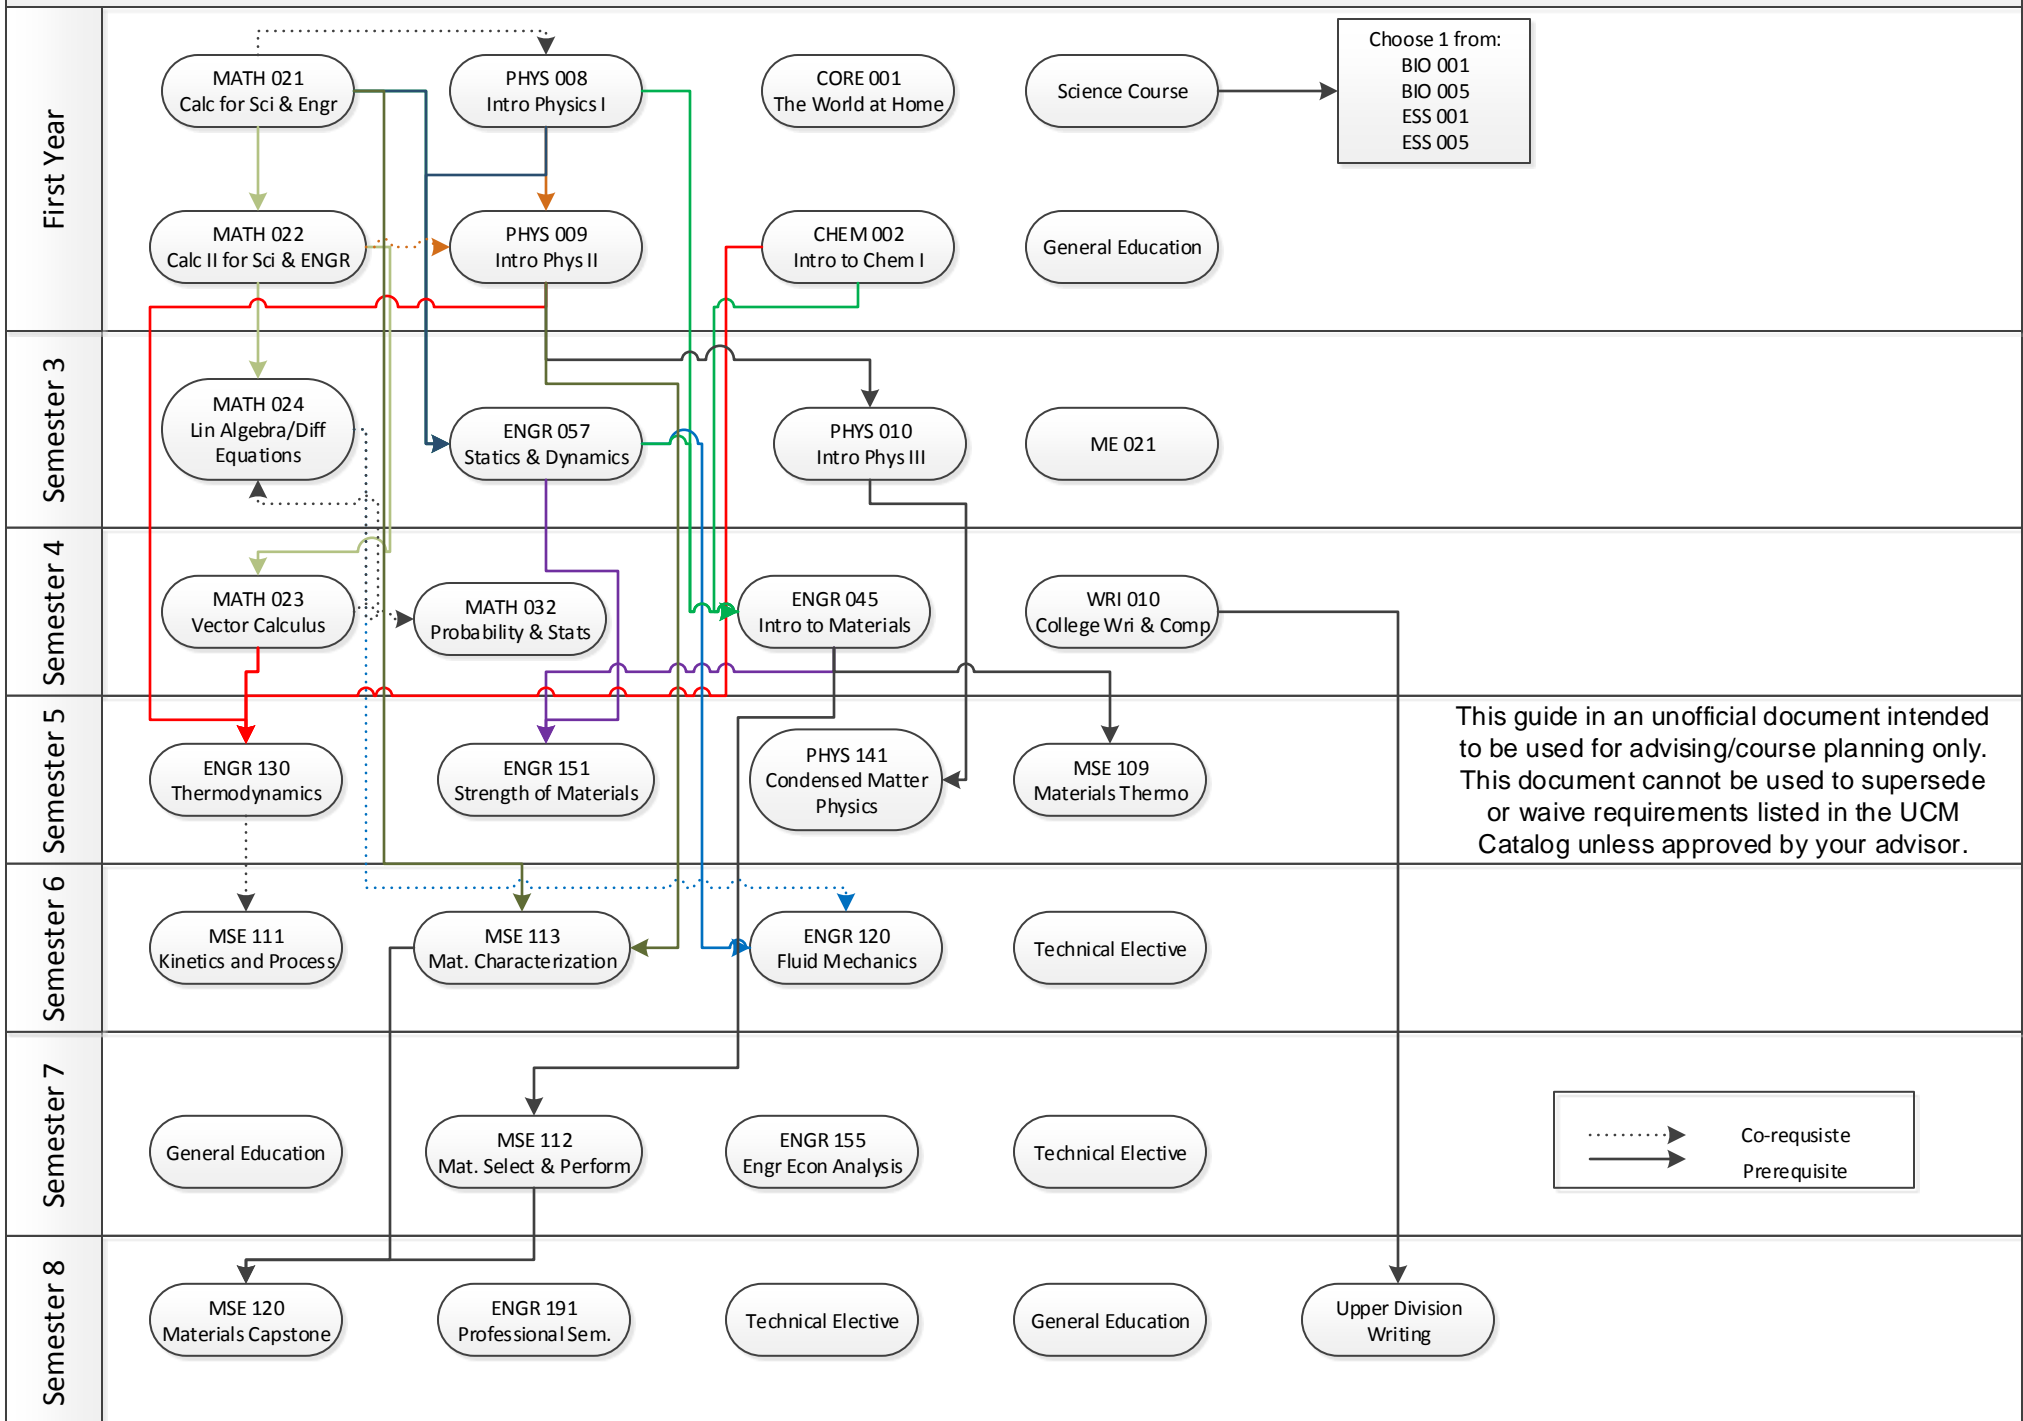 First Year
MATH 021
Calc for Sci & Engr
PHYS 008
Intro Physics I
CORE 001
The World at Home
Science Course
Choose 1 from:
BIO 001
BIO 005
ESS 001
ESS 005
MATH 022
Calc II for Sci & ENGR
PHYS 009
Intro Phys II
CHEM 002
Intro to Chem I
General Education
Semester 3
MATH 024
Lin Algebra/Diff
Equations
ENGR 057
Statics & Dynamics
PHYS 010
Intro Phys III
ME 021
Semester 4
MATH 023
Vector Calculus
MATH 032
Probability & Stats
ENGR 045
Intro to Materials
WRI 010
College Wri & Comp
Semester 5
ENGR 130
Thermodynamics
ENGR 151
Strength of Materials
PHYS 141
Condensed Matter
Physics
MSE 109
Materials Thermo
This guide in an unofficial document intended
to be used for advising/course planning only.
This document cannot be used to supersede
or waive requirements listed in the UCM
Catalog unless approved by your advisor.
Semester 6
MSE 111
Kinetics and Process
MSE 113
Mat. Characterization
ENGR 120
Fluid Mechanics
Technical Elective
Semester 7
General Education
MSE 112
Mat. Select & Perform
ENGR 155
Engr Econ Analysis
Technical Elective
Co-requsiste
Prerequisite
Semester 8
MSE 120
Materials Capstone
ENGR 191
Professional Sem.
Technical Elective
General Education
Upper Division
Writing